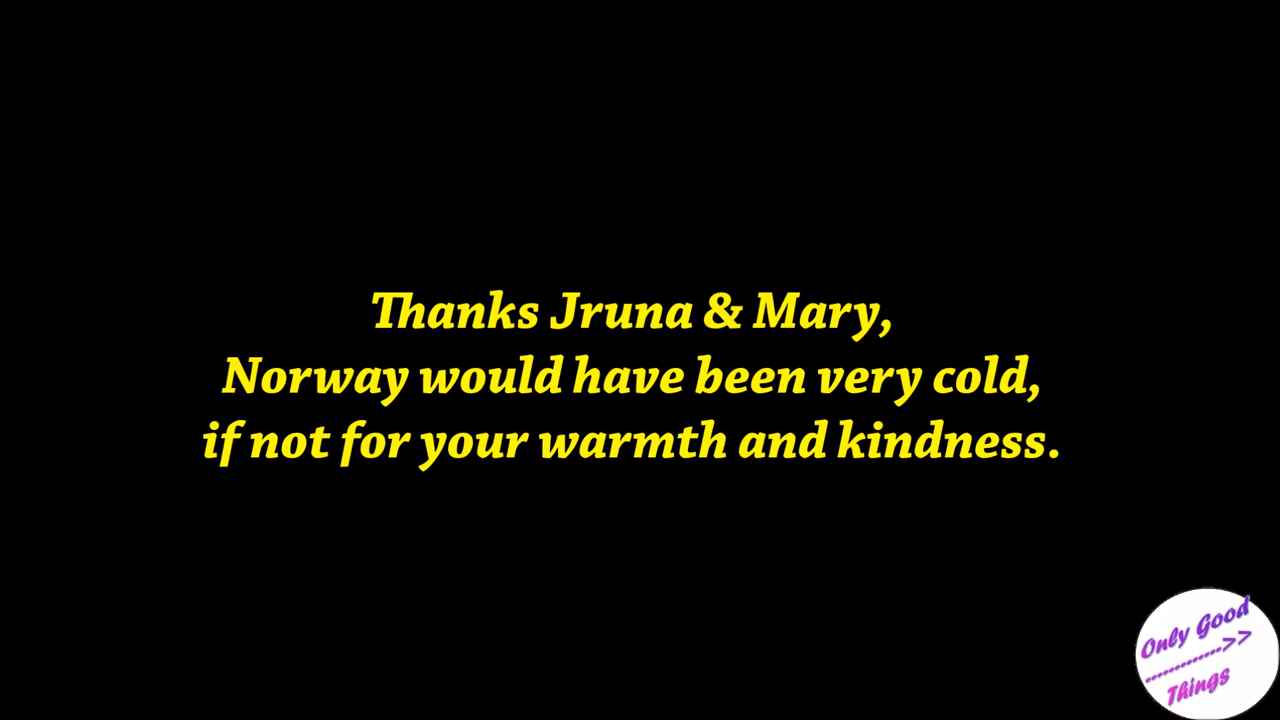 Thanks Jruna & Mary,
Norway would have been very cold,
if not for your warmth and kindness.
Only Good
.............>>
Things